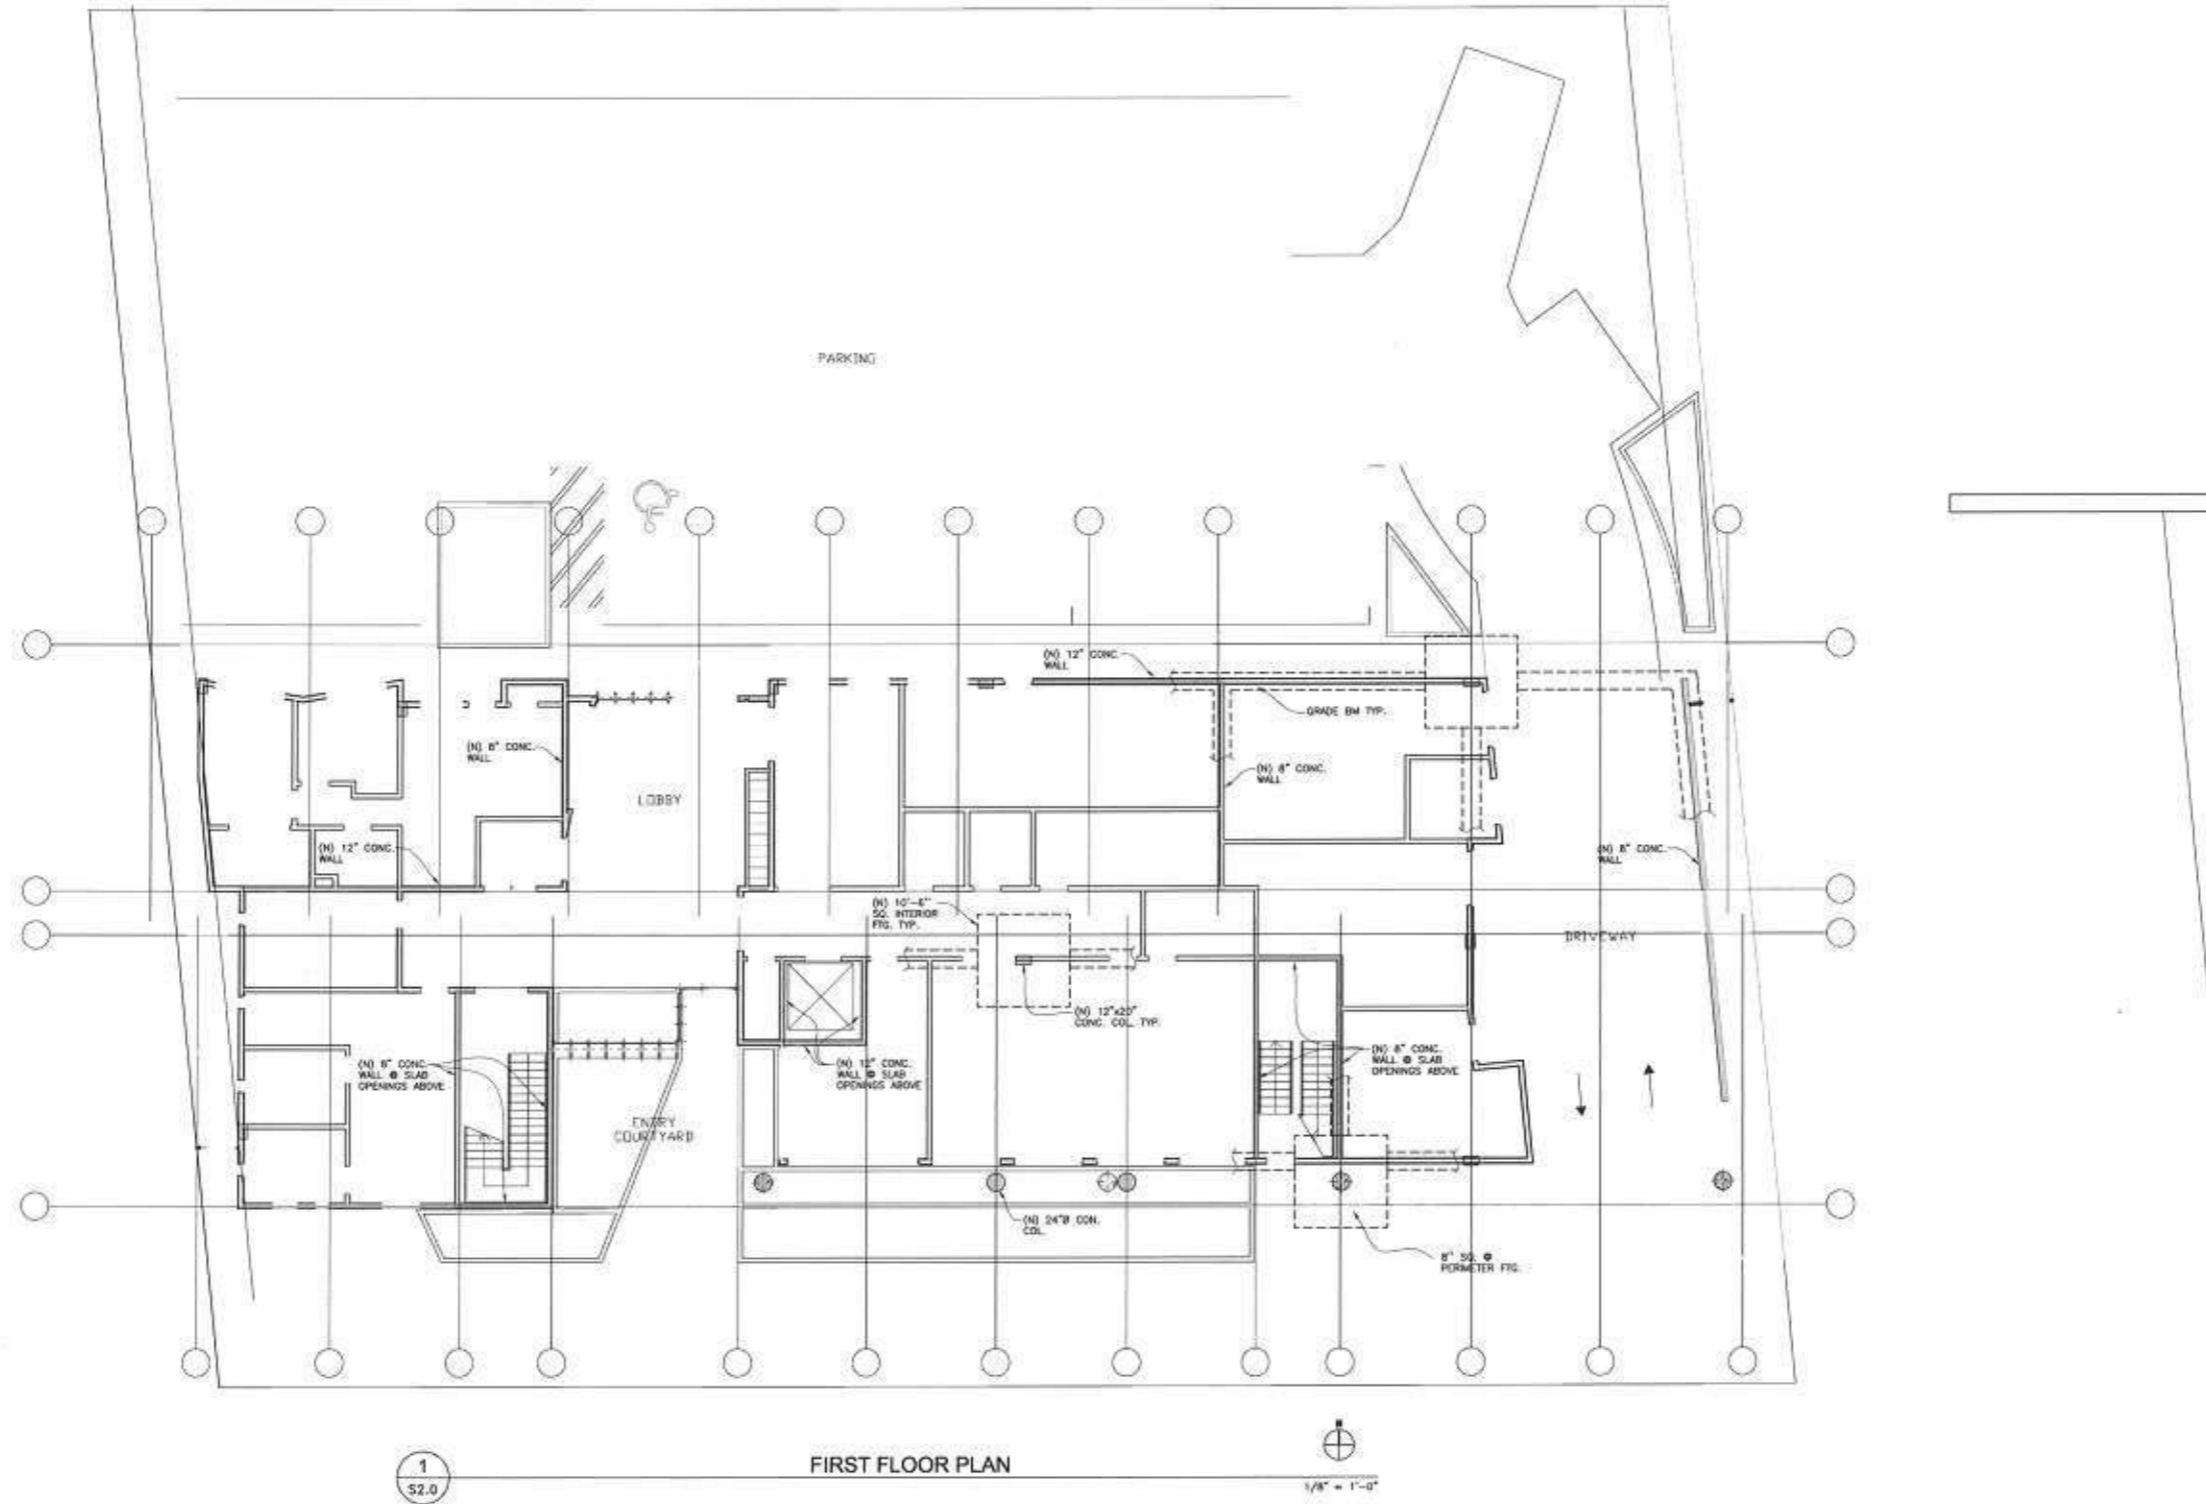 PARKING
(N) 12" CONC.
WALL
GRADE BM TYP.
(N) 8" CONC.
WALL
(N) 8" CONC.
WALL
LOBBY
(N) 12" CONC.
WALL
(N) 8" CONC.
WALL
(N) 10'-6"
SQ. INTERIOR
FTG. TYP.
DRIVEWAY
(N) 12"x20"
CONC. COL. TYP.
(N) 8" CONC.
WALL @ SLAB
OPENINGS ABOVE
(N) 12" CONC.
WALL @ SLAB
OPENINGS ABOVE
(N) 8" CONC.
WALL @ SLAB
OPENINGS ABOVE
ENTRY
COURTYARD
(N) 24"Ø CON.
COL.
8" SQ. @
PERIMETER FTG.
N
1
S2.0
FIRST FLOOR PLAN
1/8" = 1'-0"